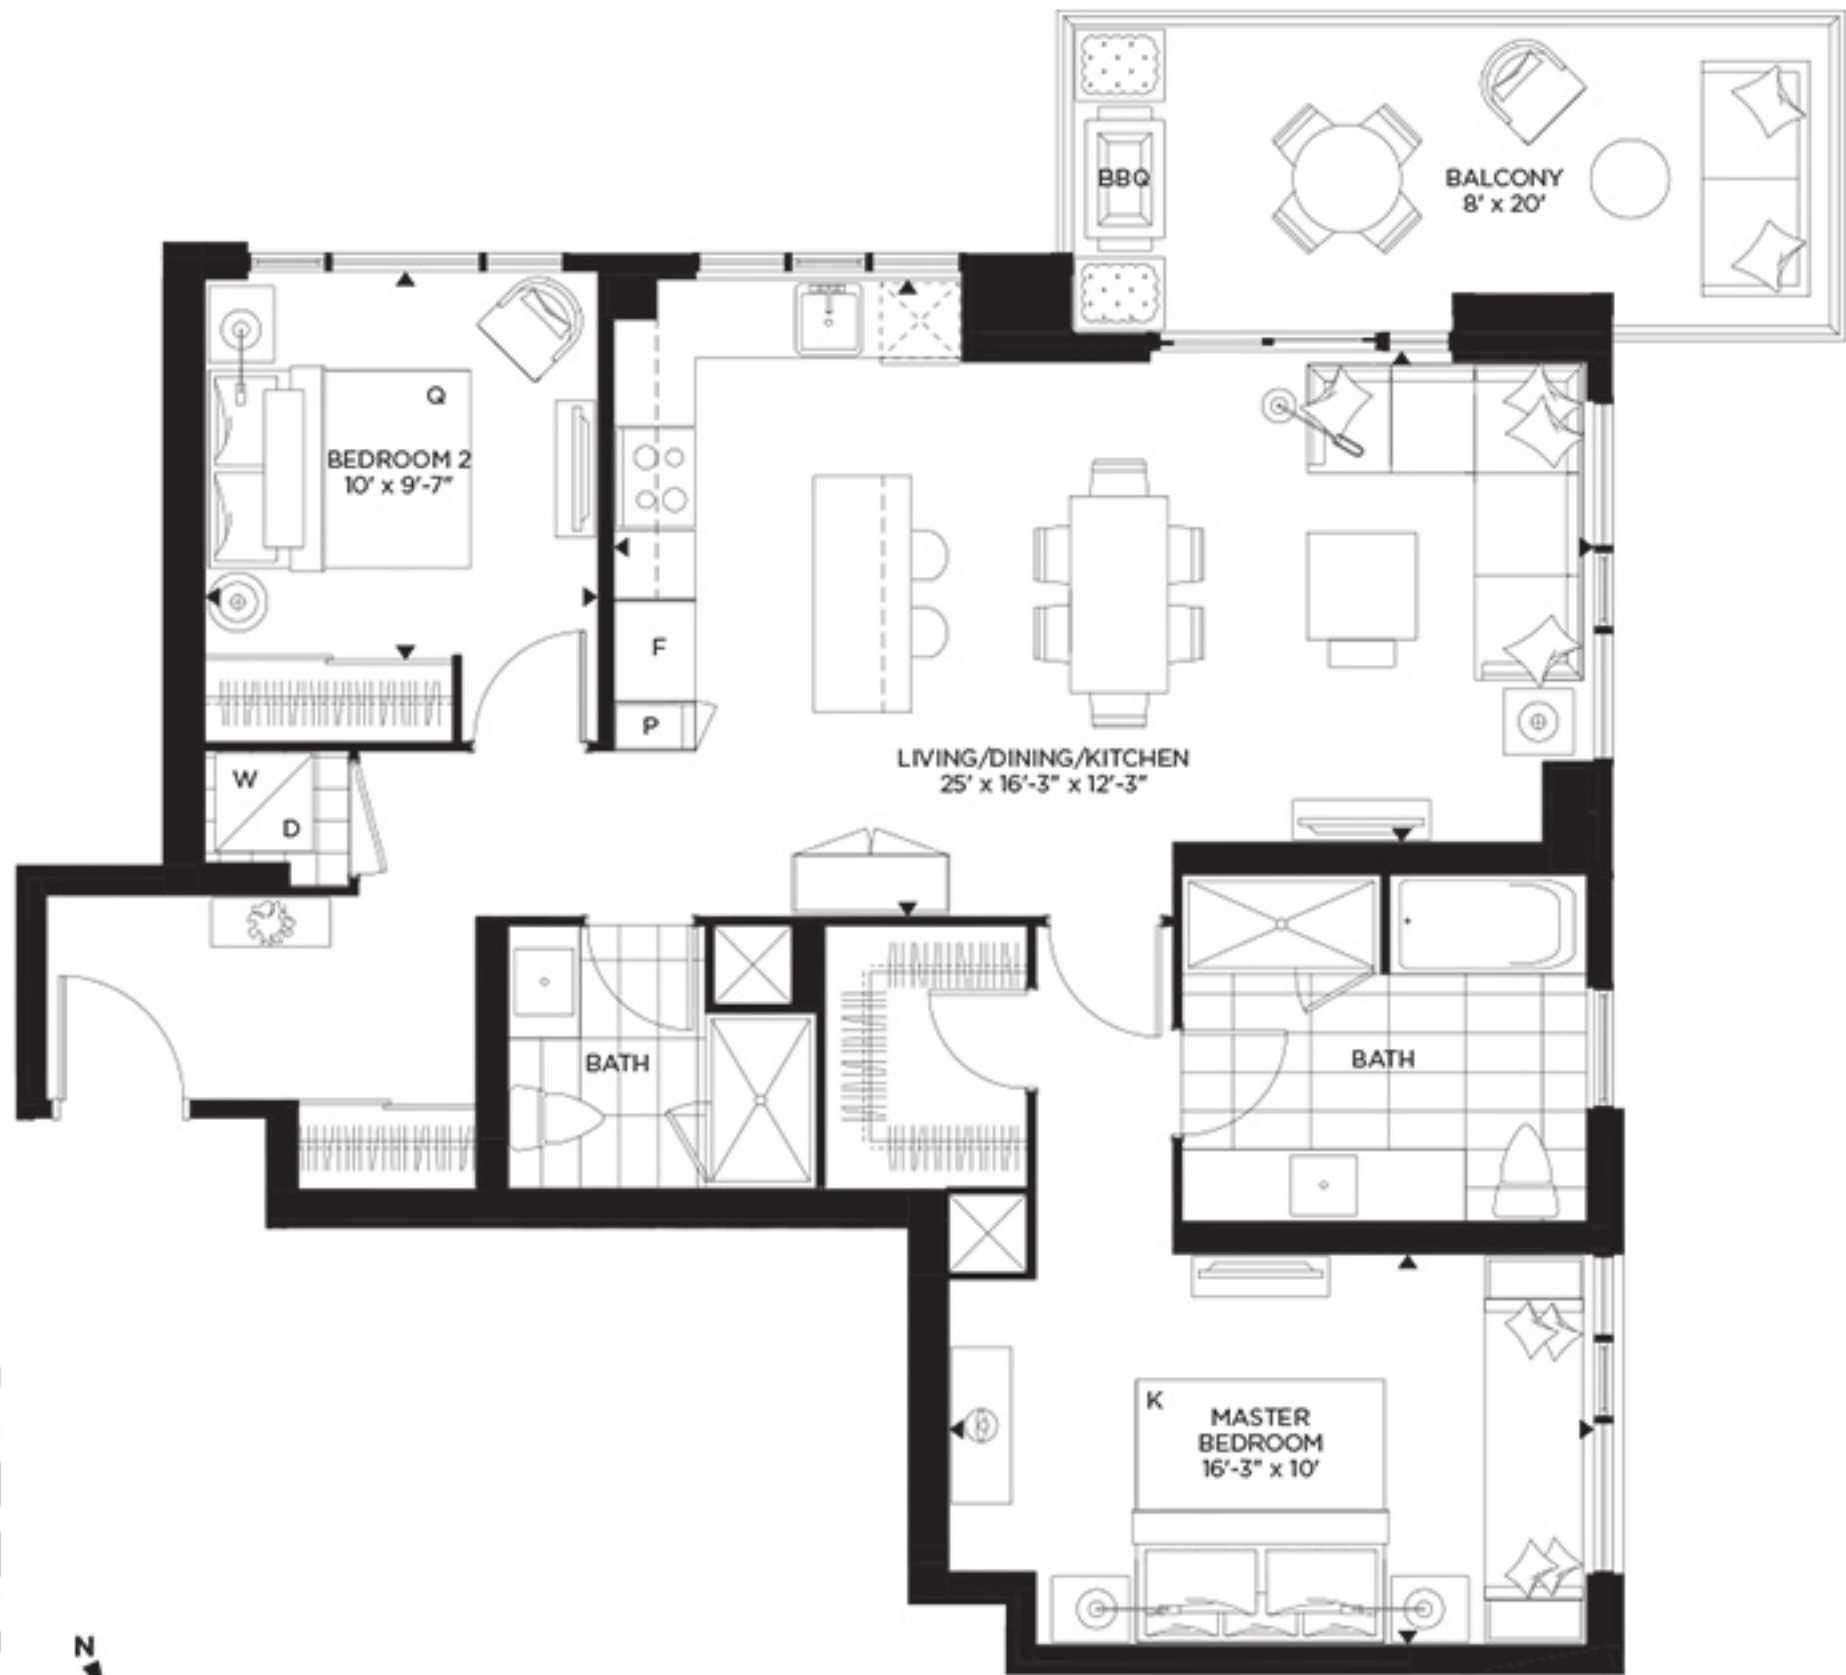 BBQ
BALCONY
8' x 20'
Q
BEDROOM 2
10' x 9'-7"
F
P
W
D
LIVING/DINING/KITCHEN
25' x 16'-3" x 12'-3"
BATH
BATH
K
MASTER
BEDROOM
16'-3" x 10'
N